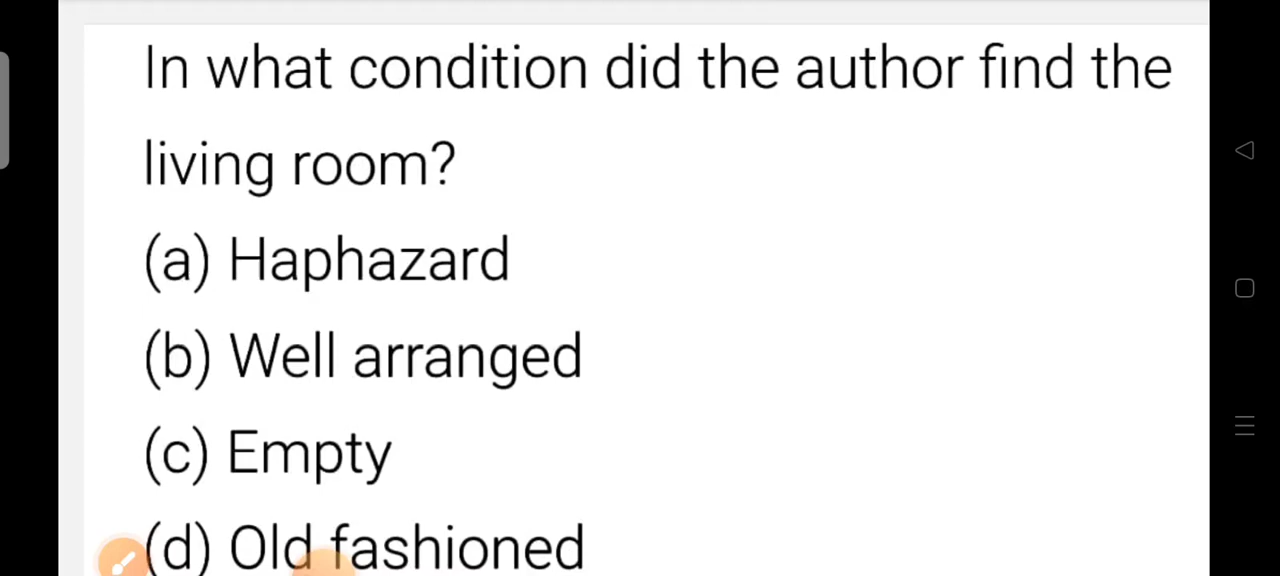 In what condition did the author find the
living room?
(a) Haphazard
(b) Well arranged
(c) Empty
(d) Old fashioned